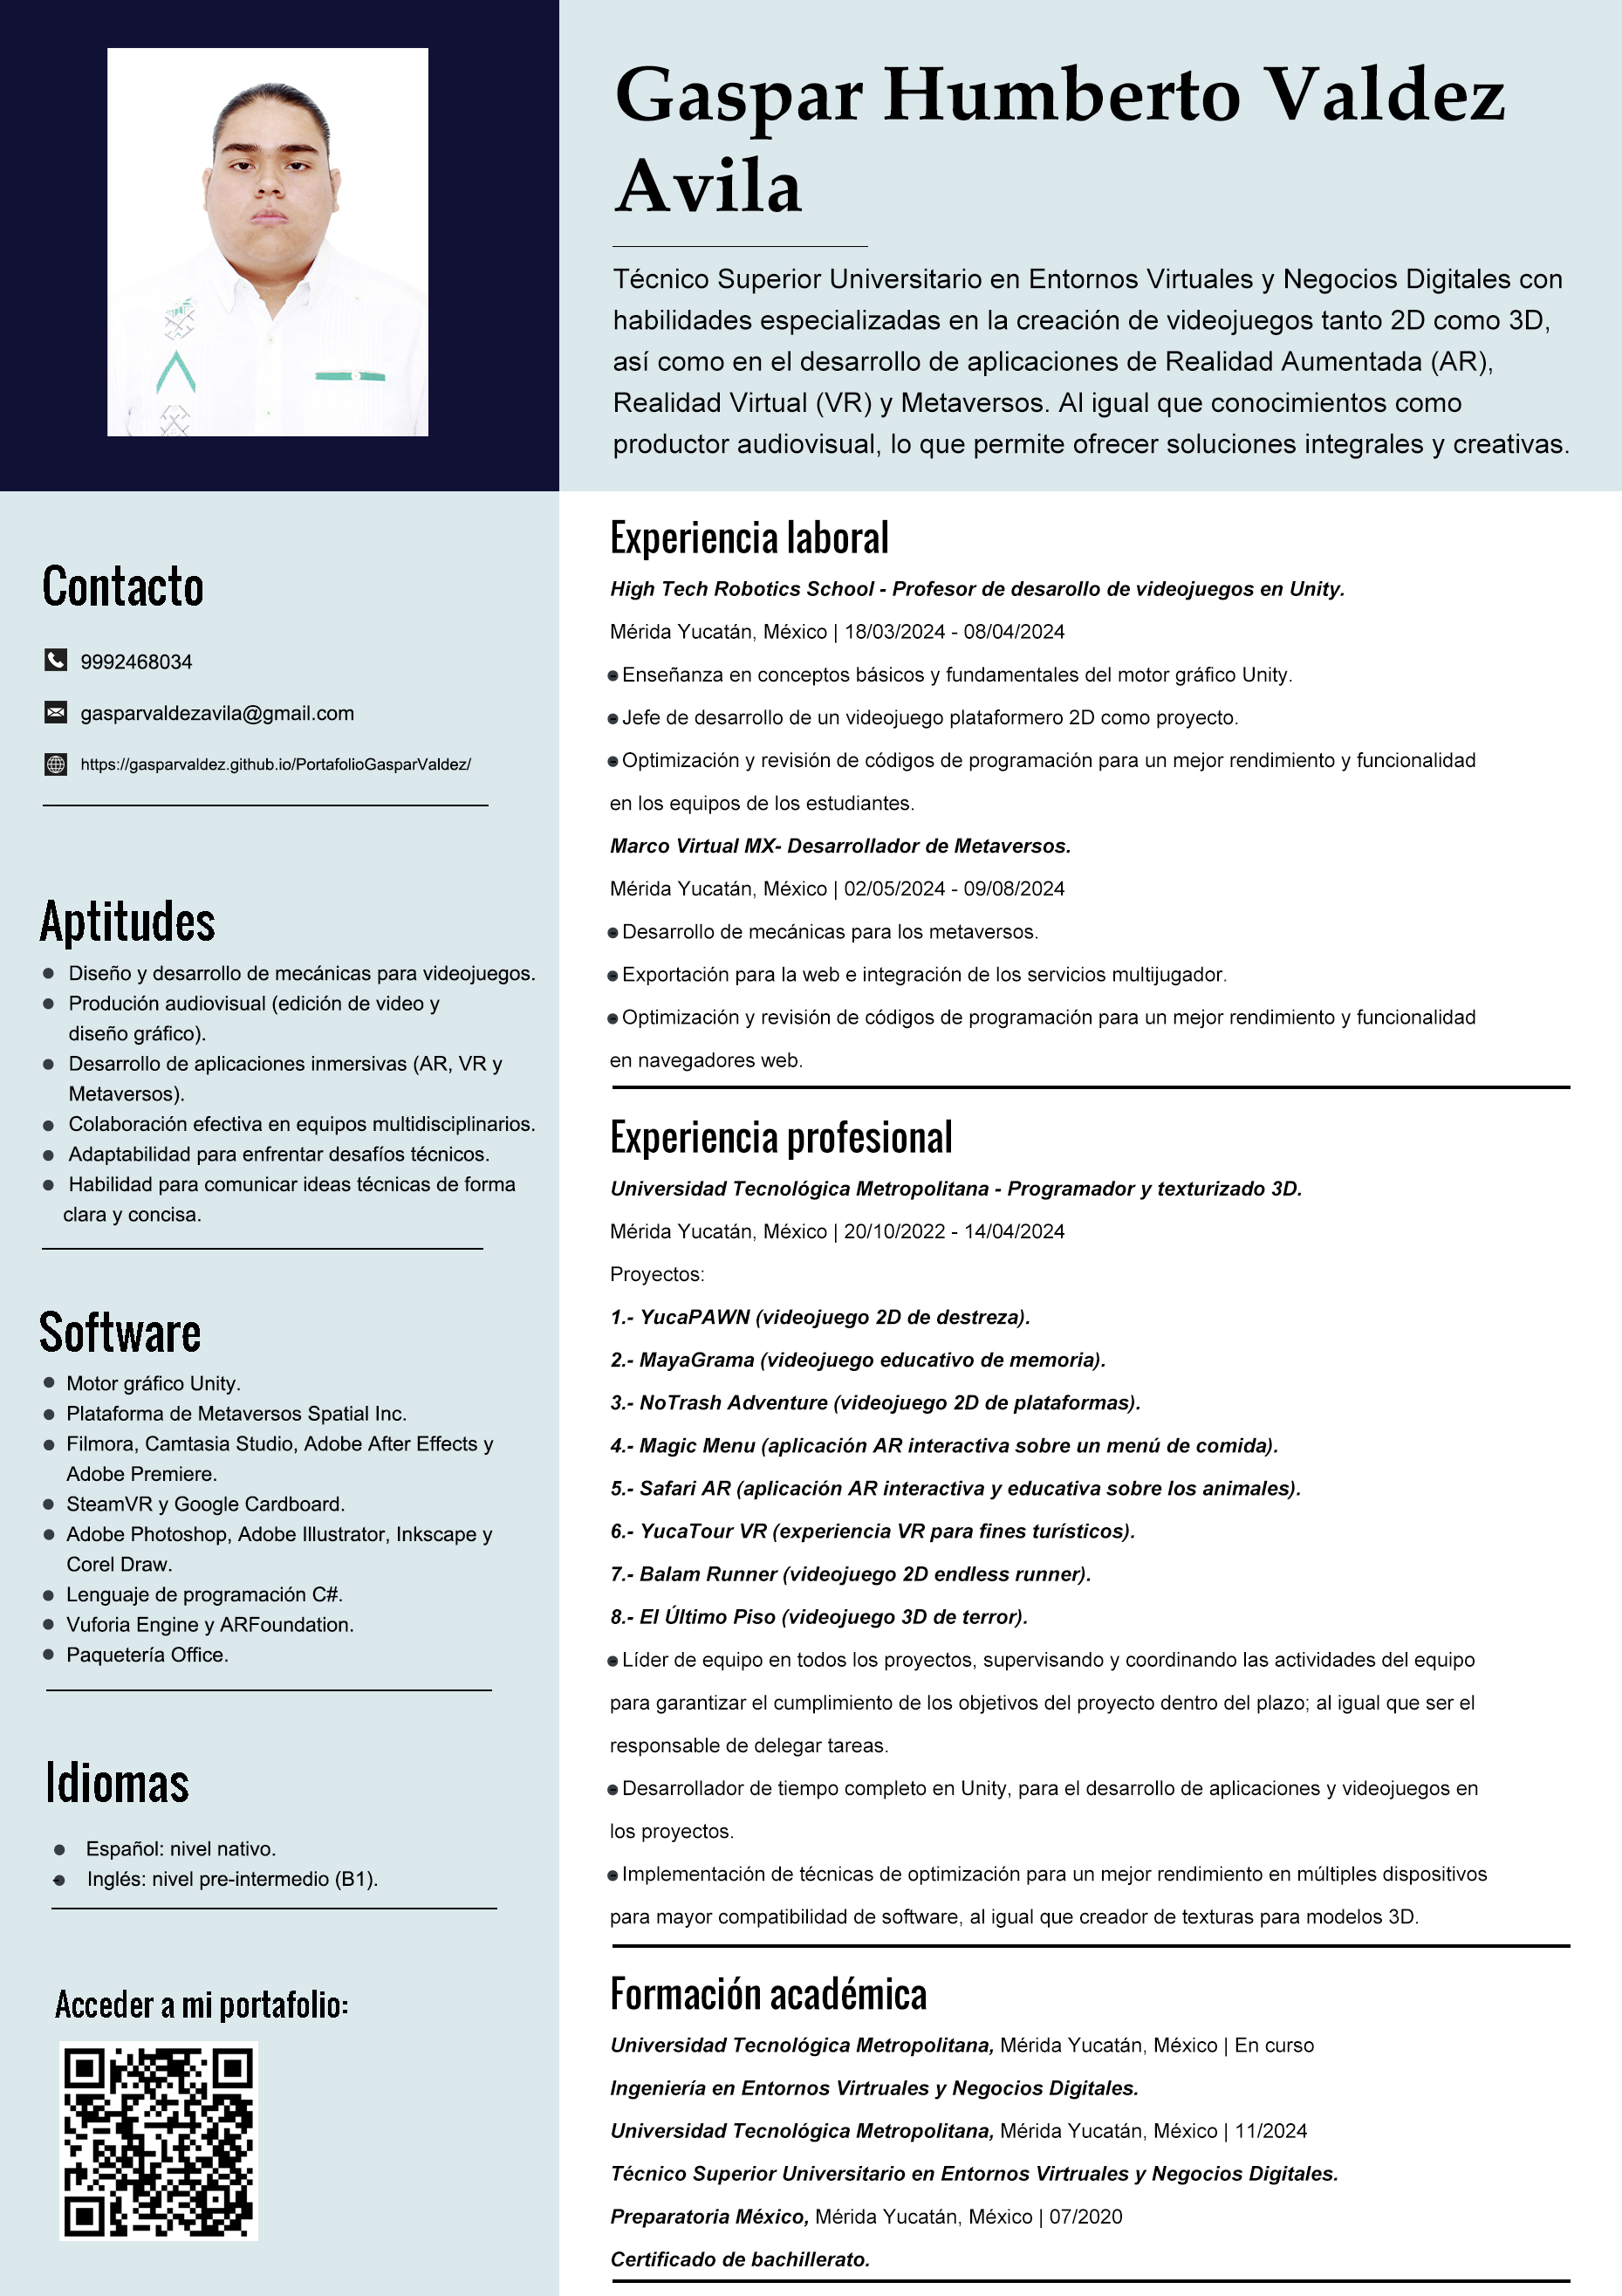 Gaspar Humberto Valdez
Avila
Técnico Superior Universitario en Entornos Virtuales y Negocios Digitales con
habilidades especializadas en la creación de videojuegos tanto 2D como 3D,
así como en el desarrollo de aplicaciones de Realidad Aumentada (AR),
Realidad Virtual (VR) y Metaversos. Al igual que conocimientos como
productor audiovisual, lo que permite ofrecer soluciones integrales y creativas.
Contacto
9992468034
gasparvaldezavila@gmail.com
https://gasparvaldez.github.io/PortafolioGasparValdez/
Aptitudes
Diseño y desarrollo de mecánicas para videojuegos.
Produción audiovisual (edición de video y
diseño gráfico).
Desarrollo de aplicaciones inmersivas (AR, VR y
Metaversos).
Colaboración efectiva en equipos multidisciplinarios.
Adaptabilidad para enfrentar desafíos técnicos.
Habilidad para comunicar ideas técnicas de forma
clara y concisa.
Software
Motor gráfico Unity.
Plataforma de Metaversos Spatial Inc.
Filmora, Camtasia Studio, Adobe After Effects y
Adobe Premiere.
SteamVR y Google Cardboard.
Adobe Photoshop, Adobe Illustrator, Inkscape y
Corel Draw.
Lenguaje de programación C#.
Vuforia Engine y ARFoundation.
Paquetería Office.
Idiomas
Español: nivel nativo.
Inglés: nivel pre-intermedio (B1).
Acceder a mi portafolio:
Experiencia laboral
High Tech Robotics School - Profesor de desarollo de videojuegos en Unity.
Mérida Yucatán, México | 18/03/2024 - 08/04/2024
Enseñanza en conceptos básicos y fundamentales del motor gráfico Unity.
Jefe de desarrollo de un videojuego plataformero 2D como proyecto.
Optimización y revisión de códigos de programación para un mejor rendimiento y funcionalidad
en los equipos de los estudiantes.
Marco Virtual MX- Desarrollador de Metaversos.
Mérida Yucatán, México | 02/05/2024 - 09/08/2024
Desarrollo de mecánicas para los metaversos.
Exportación para la web e integración de los servicios multijugador.
Optimización y revisión de códigos de programación para un mejor rendimiento y funcionalidad
en navegadores web.
Experiencia profesional
Universidad Tecnológica Metropolitana - Programador y texturizado 3D.
Mérida Yucatán, México | 20/10/2022 - 14/04/2024
Proyectos:
1.- YucaPAWN (videojuego 2D de destreza).
2.- MayaGrama (videojuego educativo de memoria).
3.- NoTrash Adventure (videojuego 2D de plataformas).
4.- Magic Menu (aplicación AR interactiva sobre un menú de comida).
5.- Safari AR (aplicación AR interactiva y educativa sobre los animales).
6.- YucaTour VR (experiencia VR para fines turísticos).
7.- Balam Runner (videojuego 2D endless runner).
8.- El Último Piso (videojuego 3D de terror).
Líder de equipo en todos los proyectos, supervisando y coordinando las actividades del equipo
para garantizar el cumplimiento de los objetivos del proyecto dentro del plazo; al igual que ser el
responsable de delegar tareas.
Desarrollador de tiempo completo en Unity, para el desarrollo de aplicaciones y videojuegos en
los proyectos.
Implementación de técnicas de optimización para un mejor rendimiento en múltiples dispositivos
para mayor compatibilidad de software, al igual que creador de texturas para modelos 3D.
Formación académica
Universidad Tecnológica Metropolitana, Mérida Yucatán, México | En curso
Ingeniería en Entornos Virtruales y Negocios Digitales.
Universidad Tecnológica Metropolitana, Mérida Yucatán, México | 11/2024
Técnico Superior Universitario en Entornos Virtruales y Negocios Digitales.
Preparatoria México, Mérida Yucatán, México | 07/2020
Certificado de bachillerato.